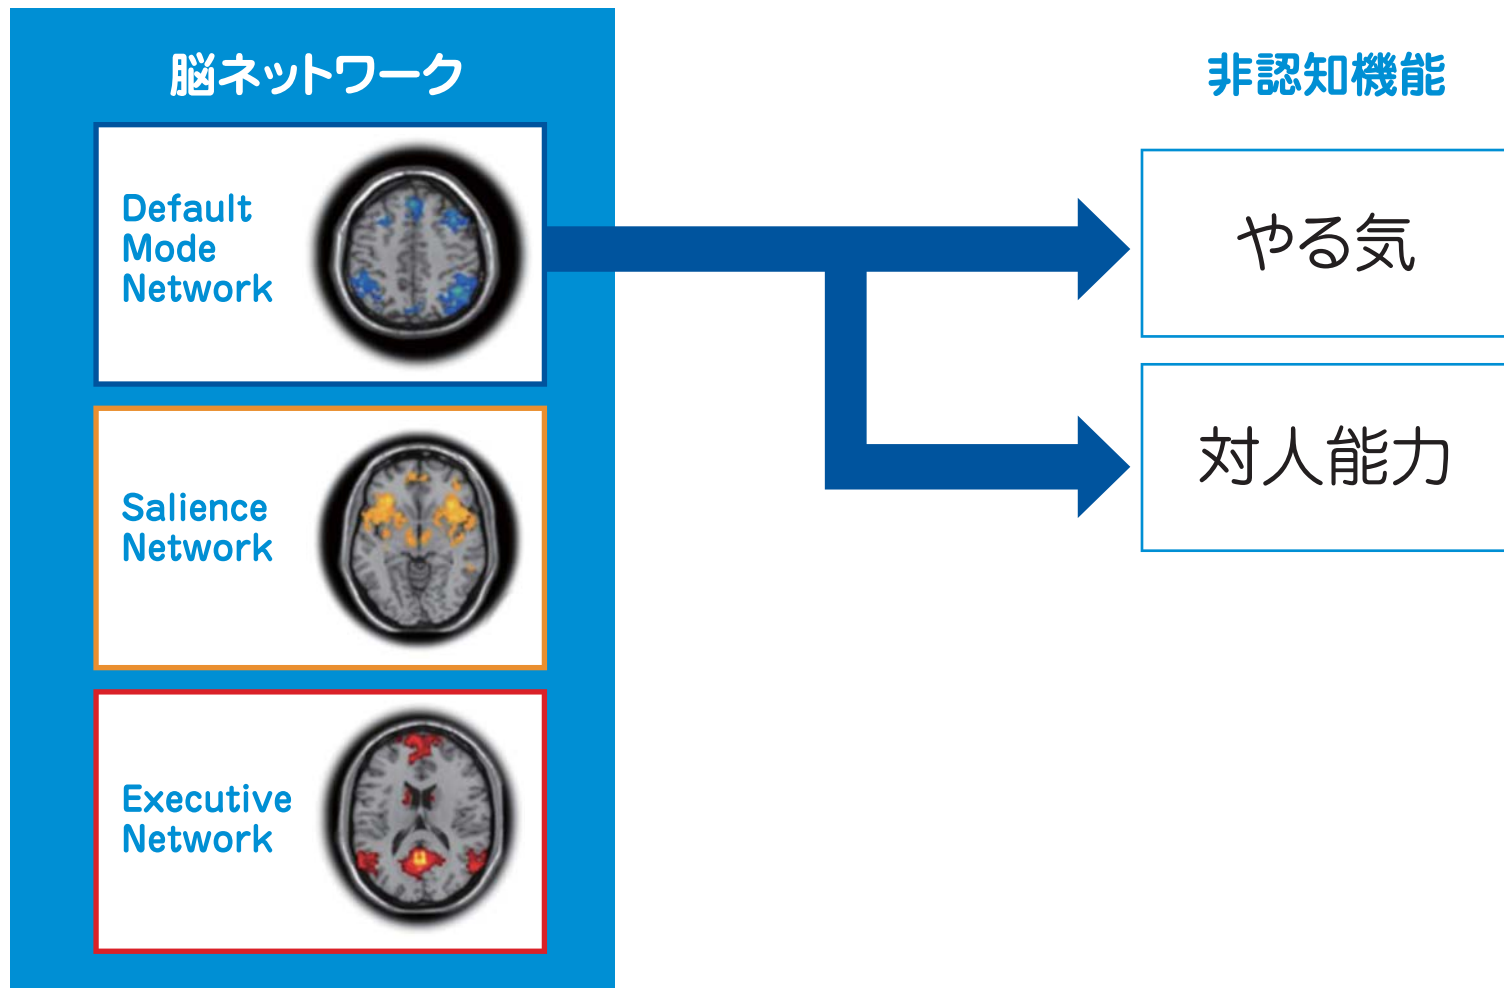 脳ネットワーク
Default
Mode
Network
Salience
Network
Executive
Network
非認知機能
やる気
対人能力